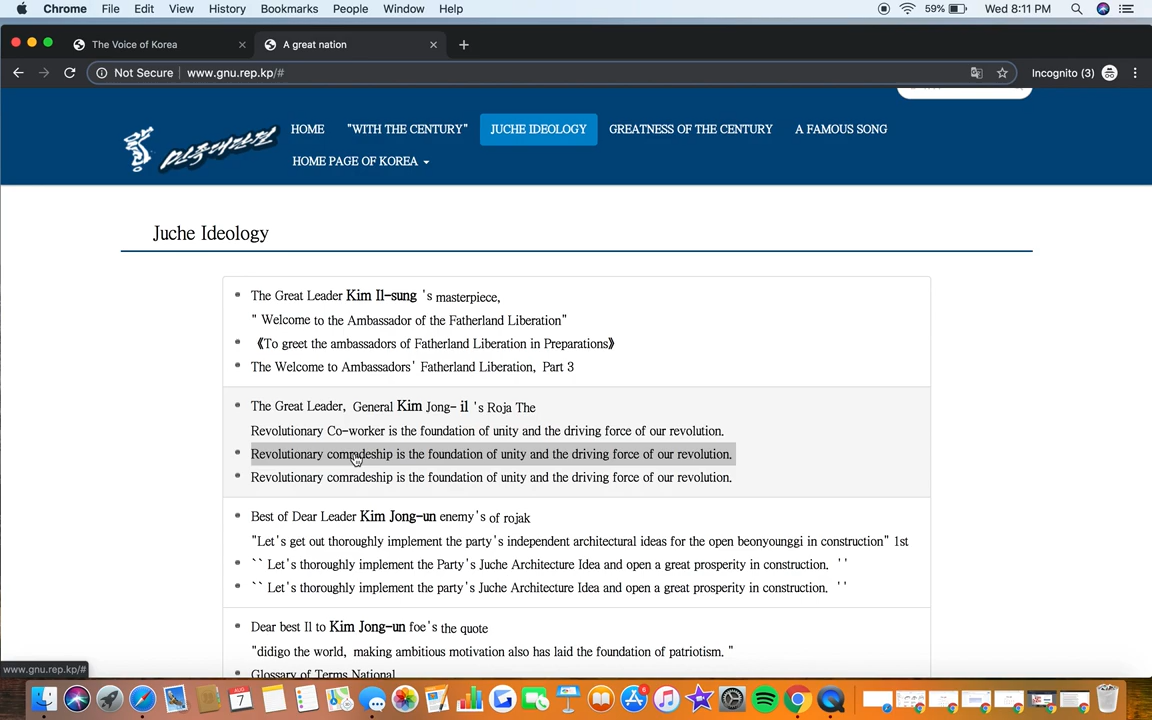 Chrome File Edit View History Bookmarks People Window Help 59% Wed 8:11 PM
The Voice of Korea
A great nation
Not Secure www.gnu.rep.kp/# Incognito (3)
민족대단결
HOME "WITH THE CENTURY" JUCHE IDEOLOGY GREATNESS OF THE CENTURY A FAMOUS SONG
HOME PAGE OF KOREA
Juche Ideology
The Great Leader Kim Il-sung 's masterpiece,
" Welcome to the Ambassador of the Fatherland Liberation"
《To greet the ambassadors of Fatherland Liberation in Preparations》
The Welcome to Ambassadors' Fatherland Liberation, Part 3
The Great Leader, General Kim Jong- il 's Roja The
Revolutionary Co-worker is the foundation of unity and the driving force of our revolution.
Revolutionary comradeship is the foundation of unity and the driving force of our revolution.
Revolutionary comradeship is the foundation of unity and the driving force of our revolution.
Best of Dear Leader Kim Jong-un enemy's of rojak
"Let's get out thoroughly implement the party's independent architectural ideas for the open beonyounggi in construction" 1st
`` Let's thoroughly implement the Party's Juche Architecture Idea and open a great prosperity in construction. ''
`` Let's thoroughly implement the party's Juche Architecture Idea and open a great prosperity in construction. ''
Dear best Il to Kim Jong-un foe's the quote
"didigo the world, making ambitious motivation also has laid the foundation of patriotism. "
Glossary of Terms National
www.gnu.rep.kp/#